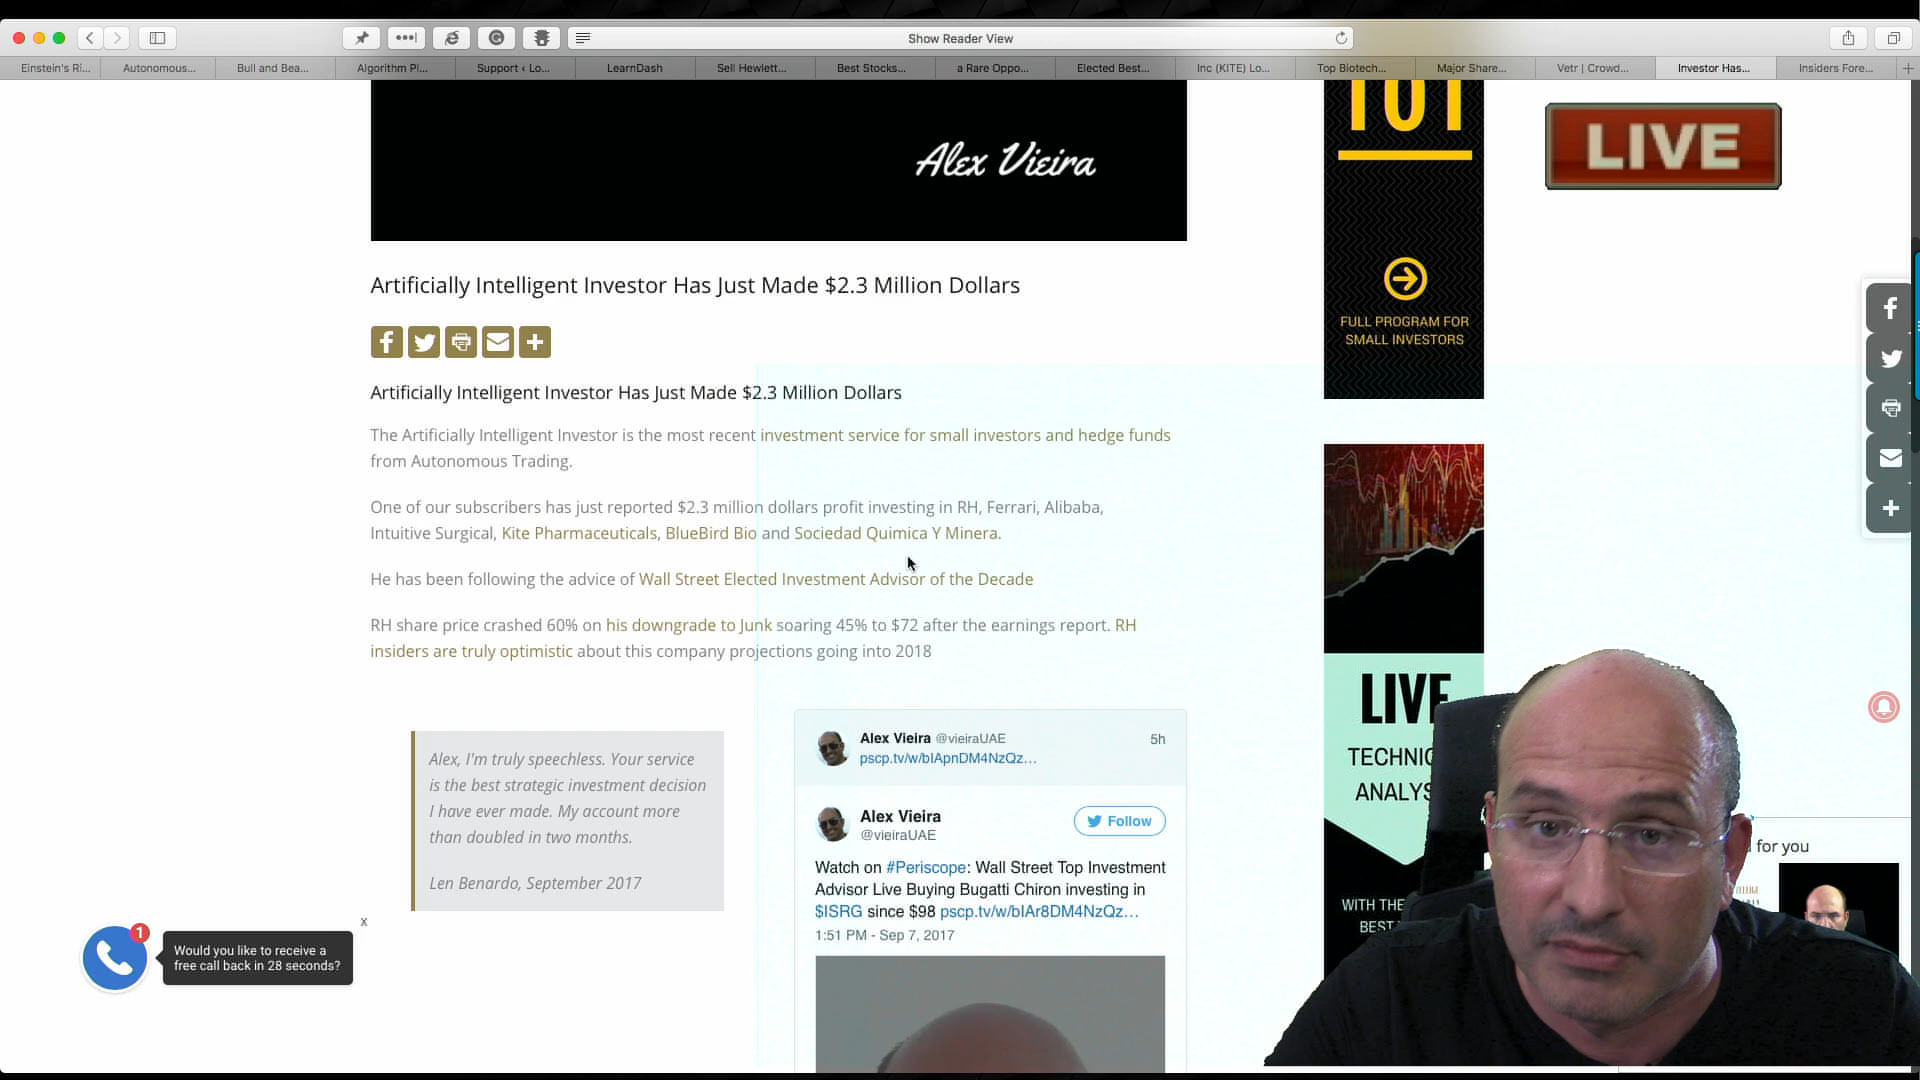 Show Reader View
Einstein's Ri...
Autonomous...
Bull and Bea...
Algorithm Pl...
Support ‹ Lo...
LearnDash
Sell Hewlett...
Best Stocks...
a Rare Oppo...
Elected Best...
Inc (KITE) Lo...
Top Biotech...
Major Share...
Vetr | Crowd...
Investor Has...
Insiders Fore...
Alex Vieira
101
FULL PROGRAM FOR
SMALL INVESTORS
LIVE
Artificially Intelligent Investor Has Just Made $2.3 Million Dollars
Artificially Intelligent Investor Has Just Made $2.3 Million Dollars
The Artificially Intelligent Investor is the most recent investment service for small investors and hedge funds
from Autonomous Trading.
One of our subscribers has just reported $2.3 million dollars profit investing in RH, Ferrari, Alibaba,
Intuitive Surgical, Kite Pharmaceuticals, BlueBird Bio and Sociedad Quimica Y Minera.
He has been following the advice of Wall Street Elected Investment Advisor of the Decade
RH share price crashed 60% on his downgrade to Junk soaring 45% to $72 after the earnings report. RH
insiders are truly optimistic about this company projections going into 2018
Alex, I'm truly speechless. Your service
is the best strategic investment decision
I have ever made. My account more
than doubled in two months.
Len Benardo, September 2017
Alex Vieira @vieiraUAE 5h
pscp.tv/w/bIApnDM4NzQz...
Alex Vieira
@vieiraUAE
Follow
Watch on #Periscope: Wall Street Top Investment
Advisor Live Buying Bugatti Chiron investing in
$ISRG since $98 pscp.tv/w/bIAr8DM4NzQz...
1:51 PM - Sep 7, 2017
LIVE
TECHNIC
ANALYS
WITH THE
BEST
for you
x
1
Would you like to receive a
free call back in 28 seconds?